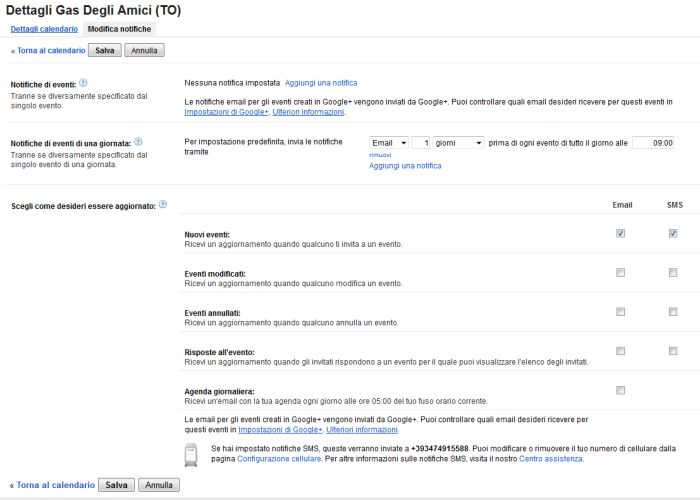 Dettagli Gas Degli Amici (TO)
Dettagli calendario Modifica notifiche
« Torna al calendario Salva Annulla
Notifiche di eventi: ?
Tranne se diversamente specificato dal
singolo evento.
Nessuna notifica impostata Aggiungi una notifica
Le notifiche email per gli eventi creati in Google+ vengono inviati da Google+. Puoi controllare quali email desideri ricevere per questi eventi in
Impostazioni di Google+. Ulteriori informazioni.
Notifiche di eventi di una giornata: ?
Tranne se diversamente specificato dal
singolo evento di una giornata.
Per impostazione predefinita, invia le notifiche
tramite
Email 1 giorni prima di ogni evento di tutto il giorno alle 09:00
rimuovi
Aggiungi una notifica
Scegli come desideri essere aggiornato: ?
Email SMS
Nuovi eventi:
Ricevi un aggiornamento quando qualcuno ti invita a un evento.
Eventi modificati:
Ricevi un aggiornamento quando qualcuno modifica un evento.
Eventi annullati:
Ricevi un aggiornamento quando qualcuno annulla un evento.
Risposte all'evento:
Ricevi un aggiornamento quando gli invitati rispondono a un evento per il quale puoi visualizzare l'elenco degli invitati.
Agenda giornaliera:
Ricevi un'email con la tua agenda ogni giorno alle ore 05:00 del tuo fuso orario corrente.
Le email per gli eventi creati in Google+ vengono inviati da Google+. Puoi controllare quali email desideri ricevere per
questi eventi in Impostazioni di Google+. Ulteriori informazioni.
Se hai impostato notifiche SMS, queste verranno inviate a +393474915588. Puoi modificare o rimuovere il tuo numero di cellulare dalla
pagina Configurazione cellulare. Per altre informazioni sulle notifiche SMS, visita il nostro Centro assistenza.
« Torna al calendario Salva Annulla